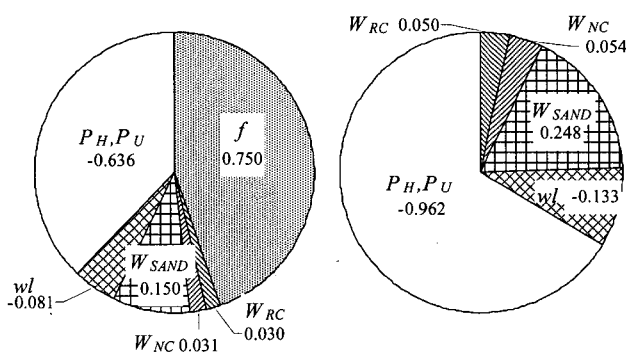 P_H, P_U
-0.636
f
0.750
wl
-0.081
W_SAND
0.150
W_NC 0.031
W_RC
0.030
W_RC 0.050
W_NC
0.054
W_SAND
0.248
wl -0.133
P_H, P_U
-0.962